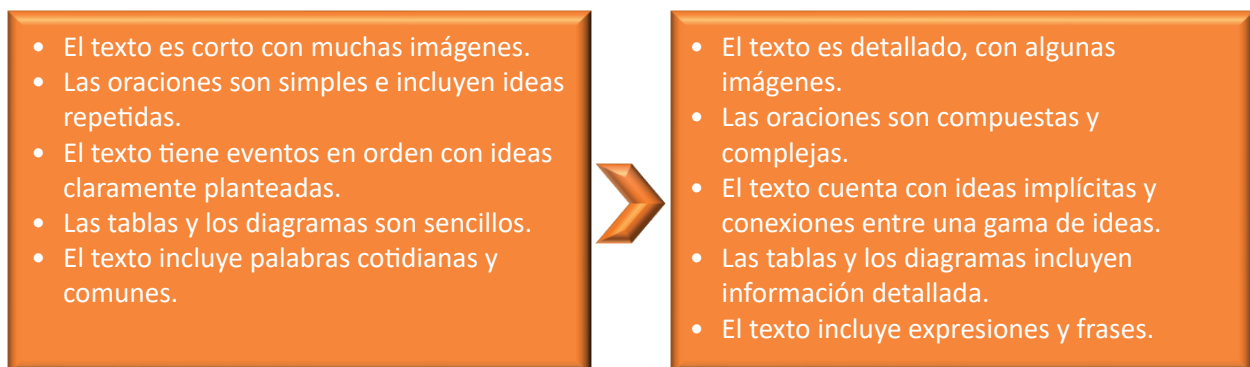 • El texto es corto con muchas imágenes.
• Las oraciones son simples e incluyen ideas
repetidas.
• El texto tiene eventos en orden con ideas
claramente planteadas.
• Las tablas y los diagramas son sencillos.
• El texto incluye palabras cotidianas y
comunes.
• El texto es detallado, con algunas
imágenes.
• Las oraciones son compuestas y
complejas.
• El texto cuenta con ideas implícitas y
conexiones entre una gama de ideas.
• Las tablas y los diagramas incluyen
información detallada.
• El texto incluye expresiones y frases.